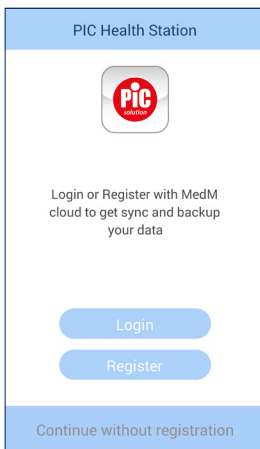 PIC Health Station
PiC
solution
Login or Register with MedM
cloud to get sync and backup
your data
Login
Register
Continue without registration